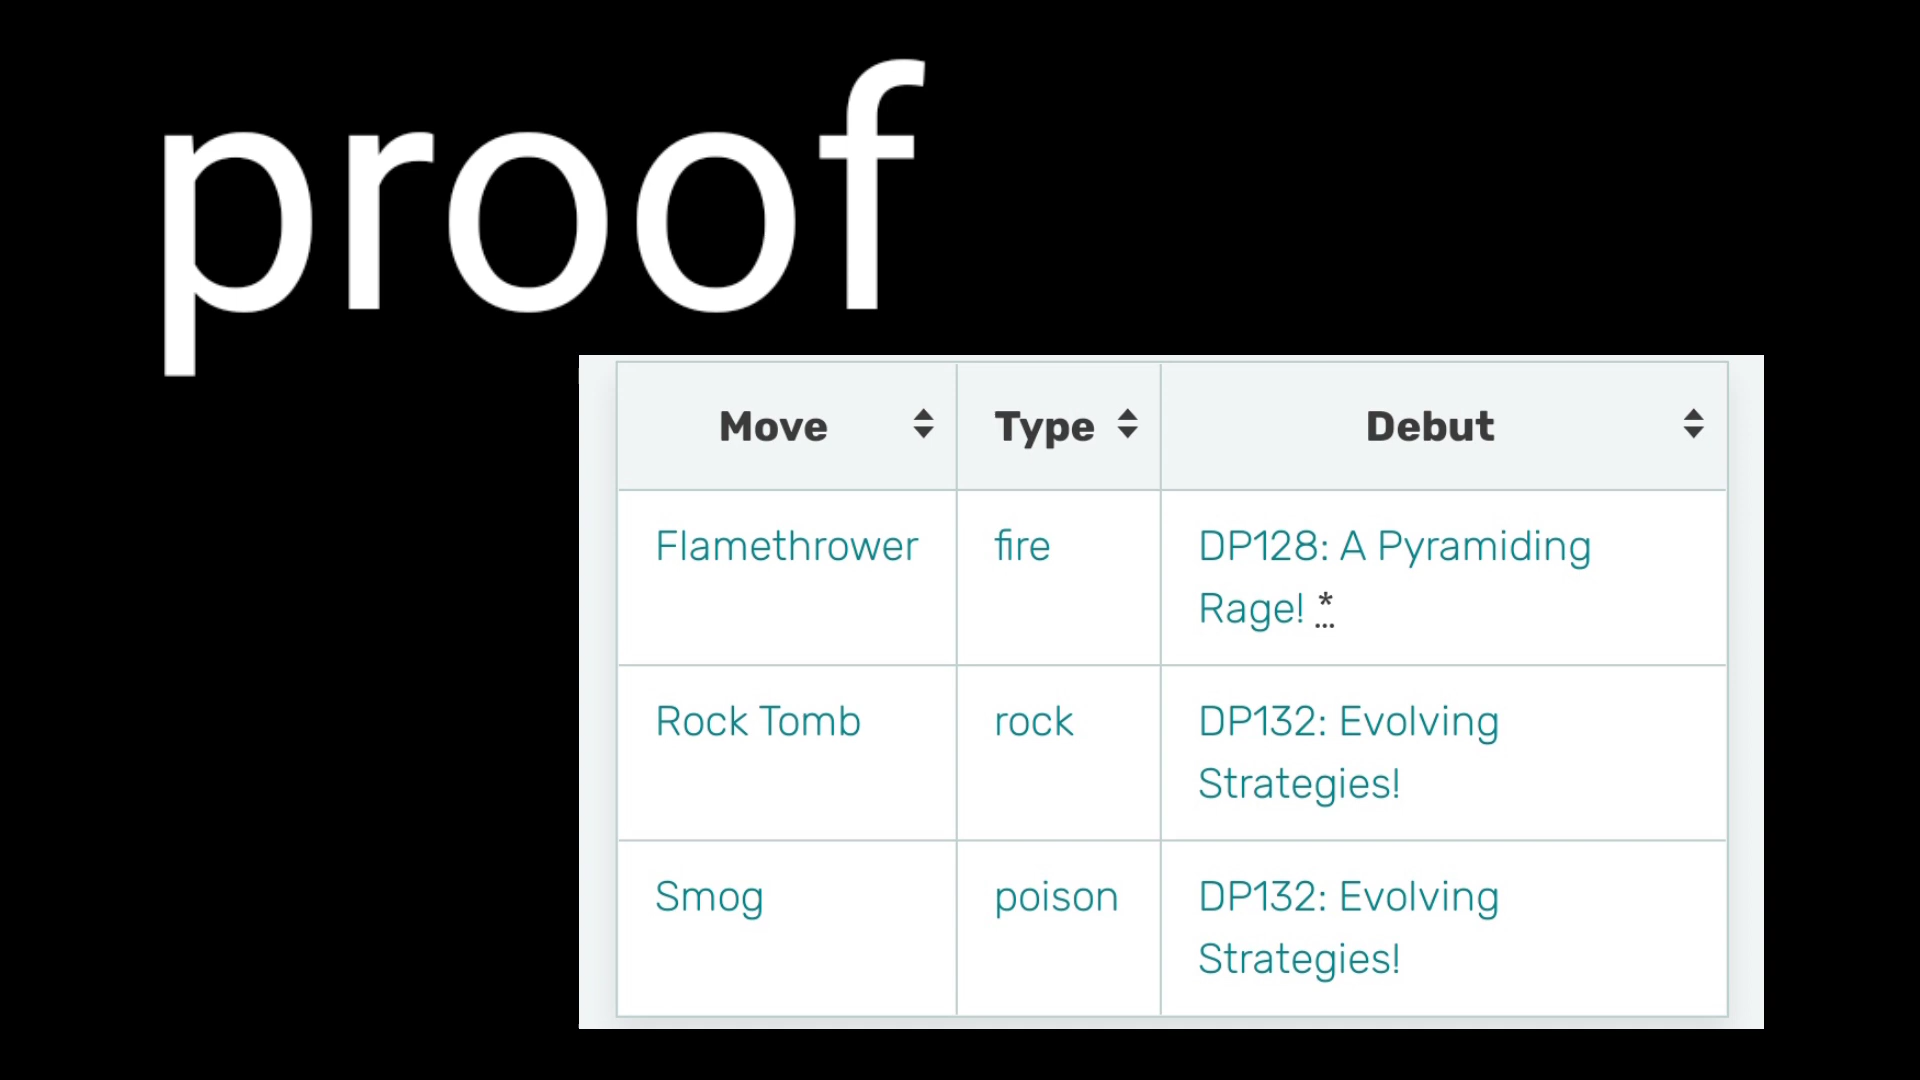 proof
Move Type Debut
Flamethrower fire DP128: A Pyramiding
Rage! *
Rock Tomb rock DP132: Evolving
Strategies!
Smog poison DP132: Evolving
Strategies!